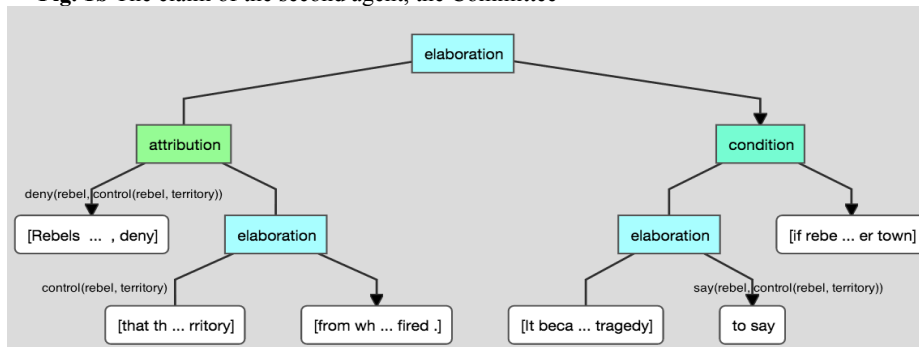 Fig. 1b The claim of the second agent, the Committee
elaboration
attribution
condition
deny(rebel, control(rebel, territory))
[Rebels ... , deny]
elaboration
elaboration
[if rebe ... er town]
control(rebel, territory)
say(rebel, control(rebel, territory))
[that th ... rritory]
[from wh ... fired .]
[It beca ... tragedy]
to say